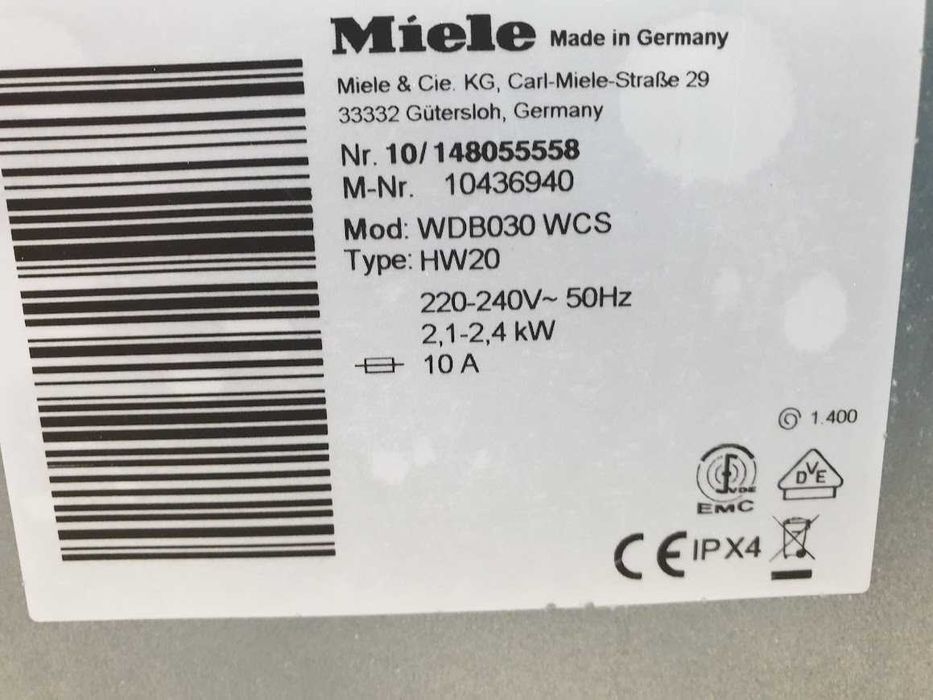 Miele Made in Germany
Miele & Cie. KG, Carl-Miele-Straße 29
33332 Gütersloh, Germany
Nr. 10/148055558
M-Nr. 10436940
Mod: WDB030 WCS
Type: HW20
220-240V~ 50Hz
2,1-2,4 kW
10 A
1.400
VDE
EMC
DVE
CE IPX4